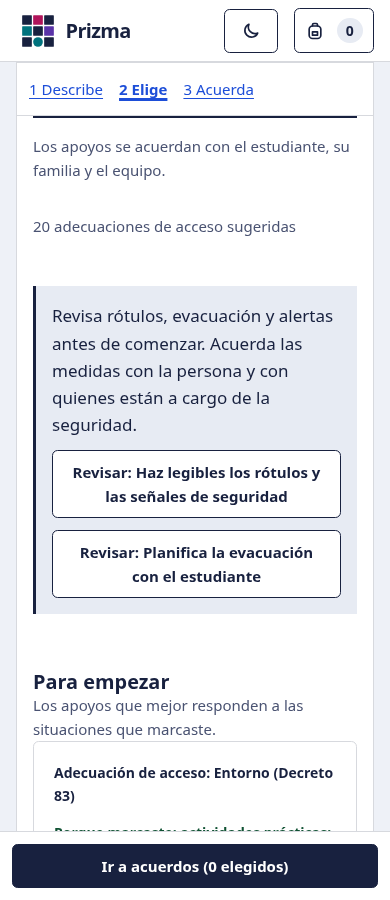 Prizma
0
1 Describe 2 Elige 3 Acuerda
Los apoyos se acuerdan con el estudiante, su
familia y el equipo.
20 adecuaciones de acceso sugeridas
Revisa rótulos, evacuación y alertas
antes de comenzar. Acuerda las
medidas con la persona y con
quienes están a cargo de la
seguridad.
Revisar: Haz legibles los rótulos y
las señales de seguridad
Revisar: Planifica la evacuación
con el estudiante
Para empezar
Los apoyos que mejor responden a las
situaciones que marcaste.
Adecuación de acceso: Entorno (Decreto
83)
Porque marcaste: actividades prácticas:
Ir a acuerdos (0 elegidos)